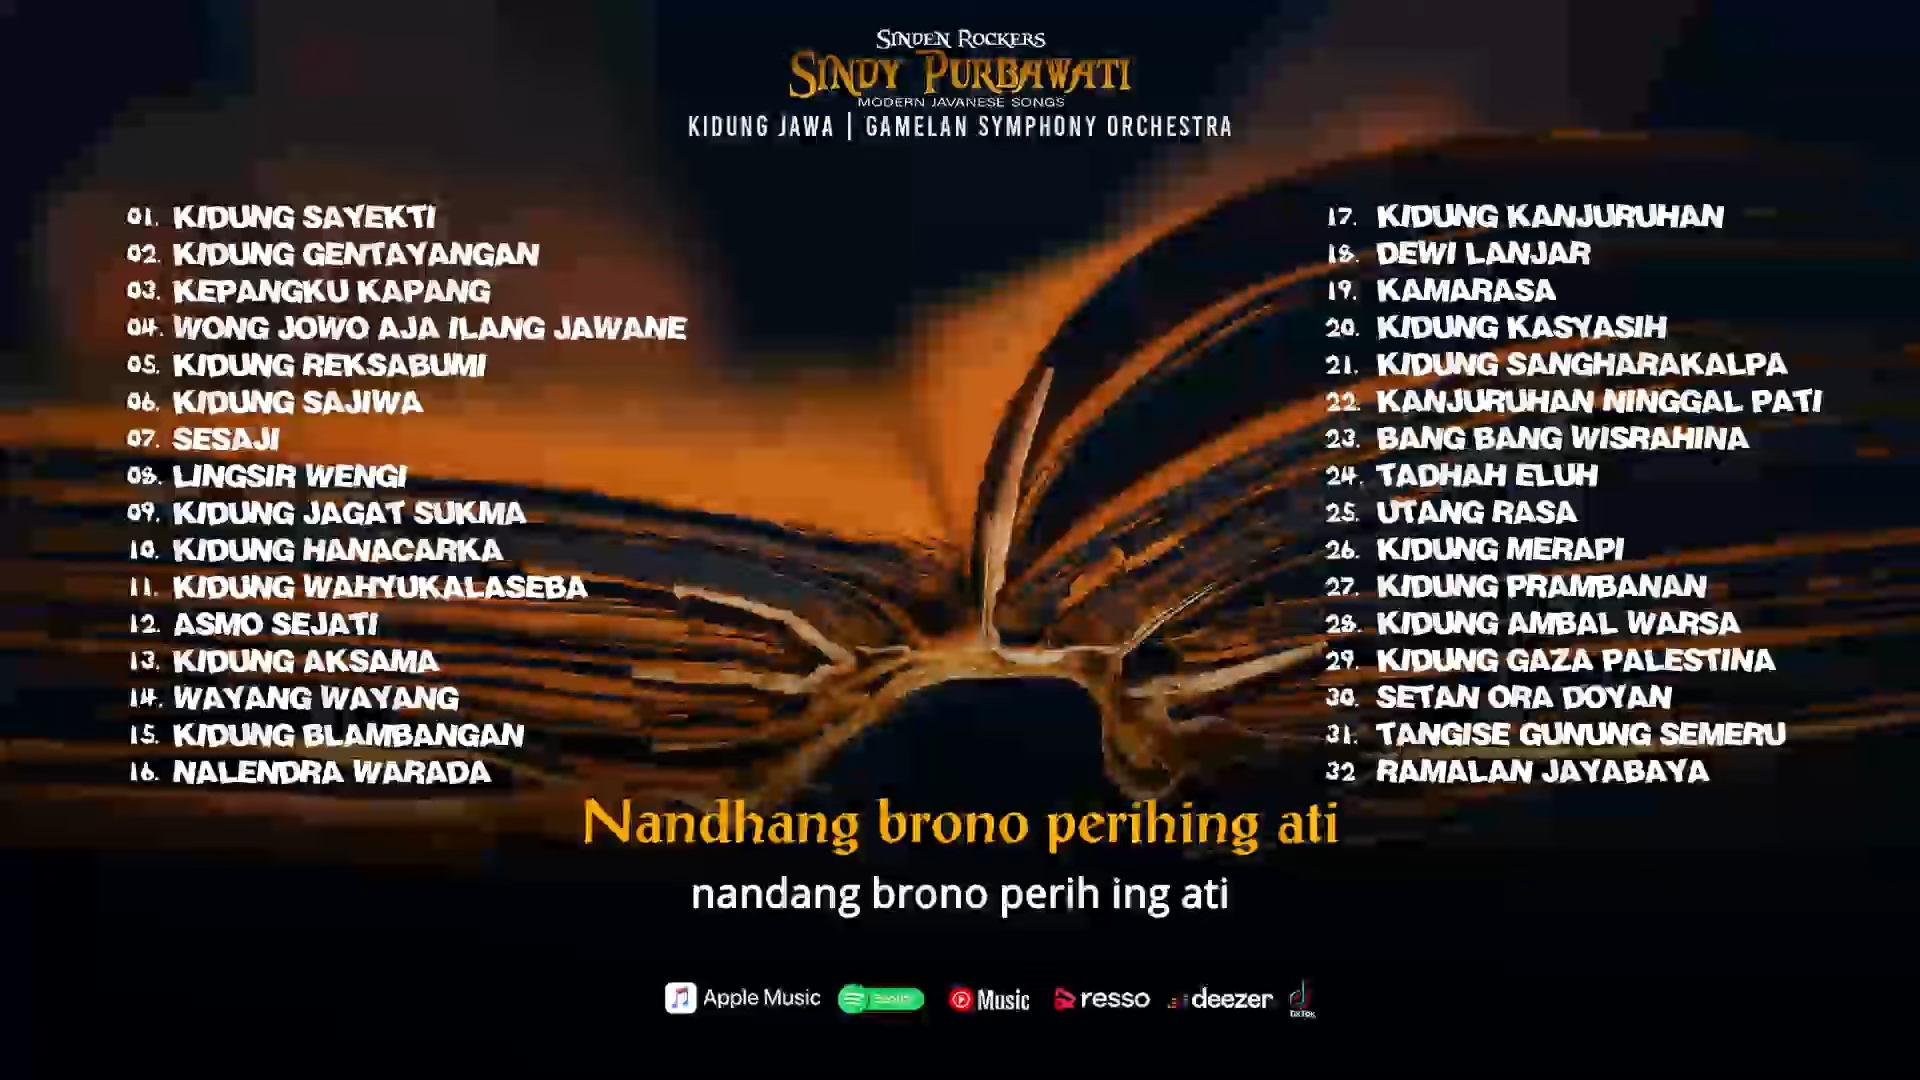 SINDEN ROCKERS
SINDY PURBAWATI
MODERN JAVANESE SONGS
KIDUNG JAWA | GAMELAN SYMPHONY ORCHESTRA
01. KIDUNG SAYEKTI
02. KIDUNG GENTAYANGAN
03. KEPANGKU KAPANG
04. WONG JOWO AJA ILANG JAWANE
05. KIDUNG REKSABUMI
06. KIDUNG SAJIWA
07. SESAJI
08. LINGSIR WENGI
09. KIDUNG JAGAT SUKMA
10. KIDUNG HANACARKA
11. KIDUNG WAHYUKALASEBA
12. ASMO SEJATI
13. KIDUNG AKSAMA
14. WAYANG WAYANG
15. KIDUNG BLAMBANGAN
16. NALENDRA WARADA
17. KIDUNG KANJURUHAN
18. DEWI LANJAR
19. KAMARASA
20. KIDUNG KASYASIH
21. KIDUNG SANGHARAKALPA
22. KANJURUHAN NINGGAL PATI
23. BANG BANG WISRAHINA
24. TADHAH ELUH
25. UTANG RASA
26. KIDUNG MERAPI
27. KIDUNG PRAMBANAN
28. KIDUNG AMBAL WARSA
29. KIDUNG GAZA PALESTINA
30. SETAN ORA DOYAN
31. TANGISE GUNUNG SEMERU
32 RAMALAN JAYABAYA
Nandhang brono perihing ati
nandang brono perih ing ati
Apple Music
Music
resso
deezer
TikTok